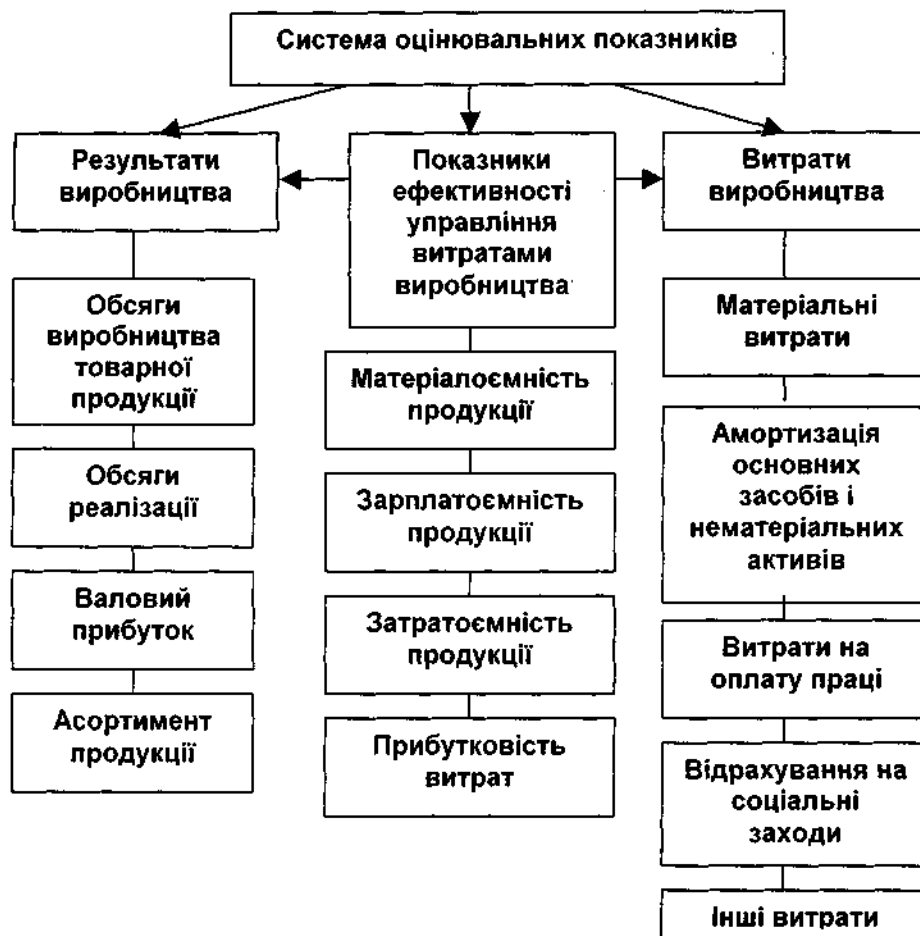 Система оцінювальних показників
Результати
виробництва
Обсяги
виробництва
товарної
продукції
Обсяги
реалізації
Валовий
прибуток
Асортимент
продукції
Показники
ефективності
управління
витратами
виробництва
Матеріалоємність
продукції
Зарплатоємність
продукції
Затратоємність
продукції
Прибутковість
витрат
Витрати
виробництва
Матеріальні
витрати
Амортизація
основних
засобів і
нематеріальних
активів
Витрати на
оплату праці
Відрахування на
соціальні
заходи
Інші витрати